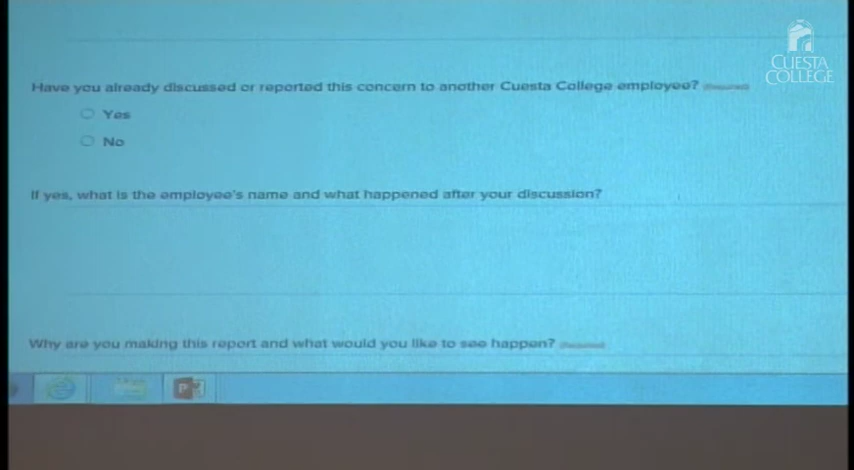 CUESTA
COLLEGE
Have you already discussed or reported this concern to another Cuesta College employee? (Required)
Yes
No
If yes, what is the employee's name and what happened after your discussion?
Why are you making this report and what would you like to see happen? (Required)
P